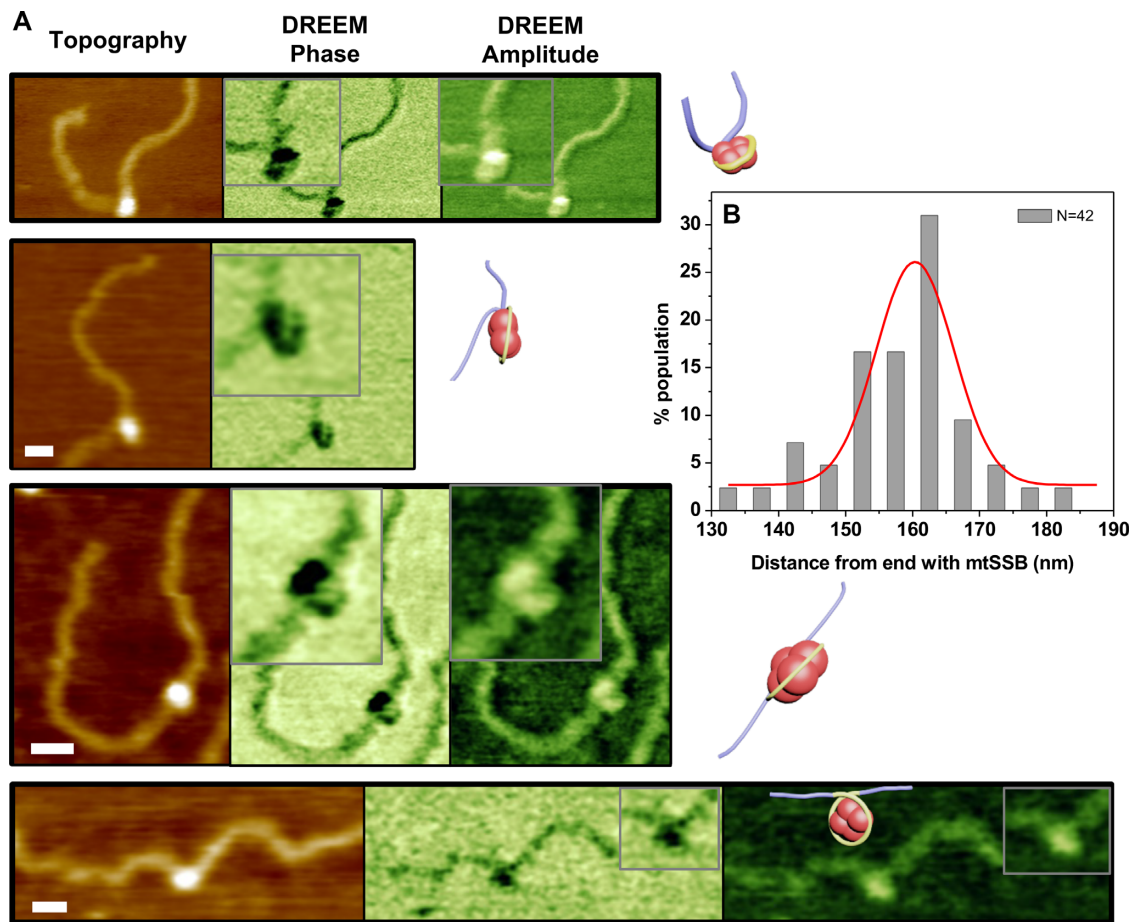 A
Topography
DREEM
Phase
DREEM
Amplitude
B
N=42
% population
30
25
20
15
10
5
0
130 140 150 160 170 180 190
Distance from end with mtSSB (nm)